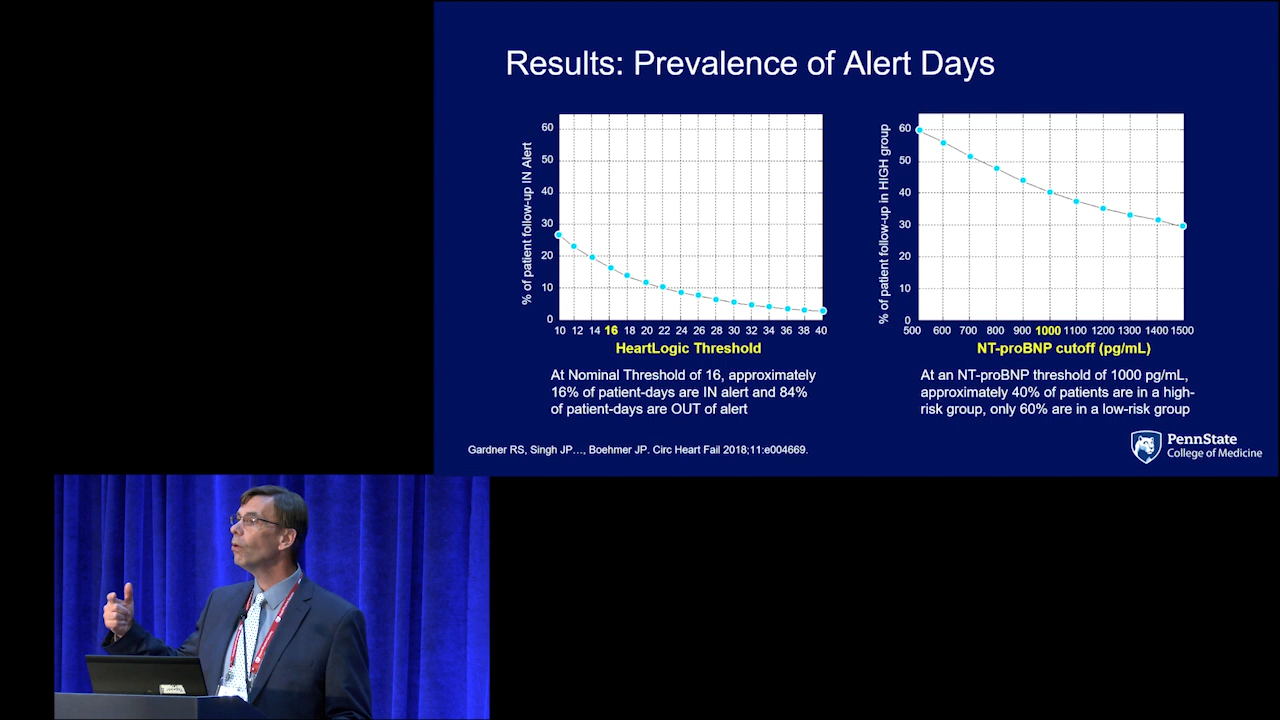 Results: Prevalence of Alert Days
% of patient follow-up IN Alert
60
50
40
30
20
10
0
10 12 14 16 18 20 22 24 26 28 30 32 34 36 38 40
HeartLogic Threshold
At Nominal Threshold of 16, approximately
16% of patient-days are IN alert and 84%
of patient-days are OUT of alert
% of patient follow-up in HIGH group
60
50
40
30
20
10
0
500 600 700 800 900 1000 1100 1200 1300 1400 1500
NT-proBNP cutoff (pg/mL)
At an NT-proBNP threshold of 1000 pg/mL,
approximately 40% of patients are in a high-
risk group, only 60% are in a low-risk group
Gardner RS, Singh JP…, Boehmer JP. Circ Heart Fail 2018;11:e004669.
PennState
College of Medicine